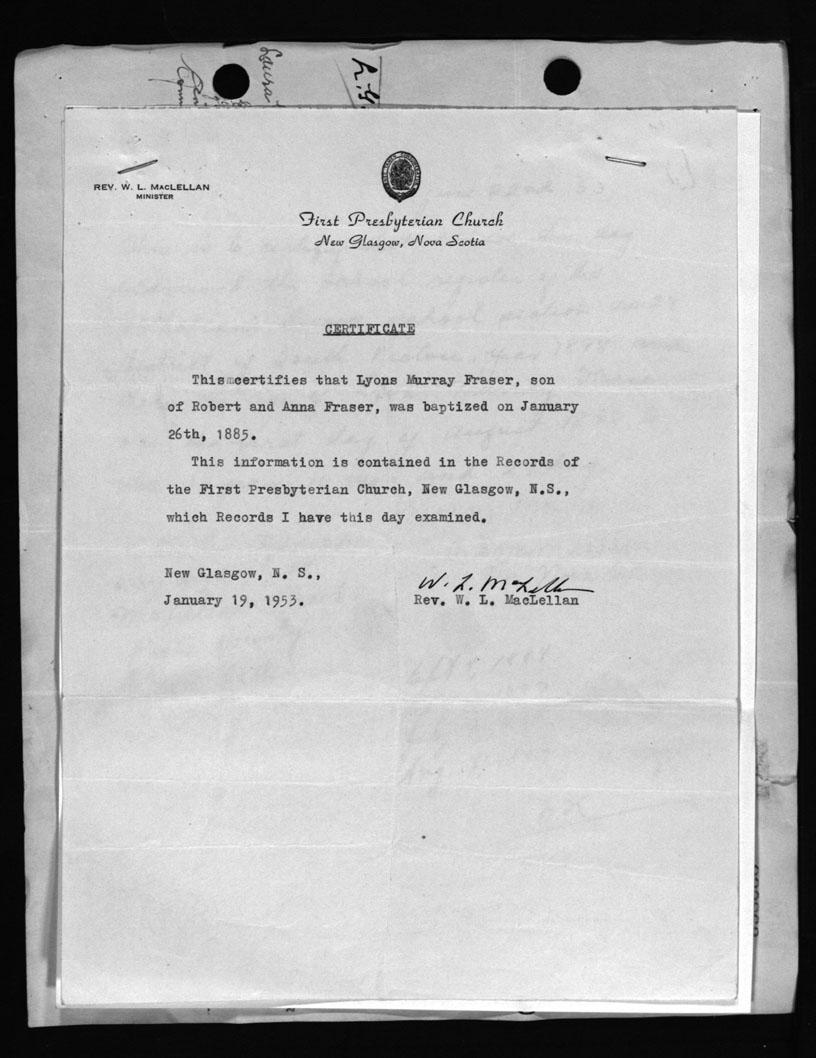 Laura
L.G.
REV. W. L. MACLELLAN
MINISTER
First Presbyterian Church
New Glasgow, Nova Scotia
CERTIFICATE
This certifies that Lyons Murray Fraser, son
of Robert and Anna Fraser, was baptized on January
26th, 1885.
This information is contained in the Records of
the First Presbyterian Church, New Glasgow, N.S.,
which Records I have this day examined.
New Glasgow, N. S.,
January 19, 1953.
W. L. MacLellan
Rev. W. L. MacLellan